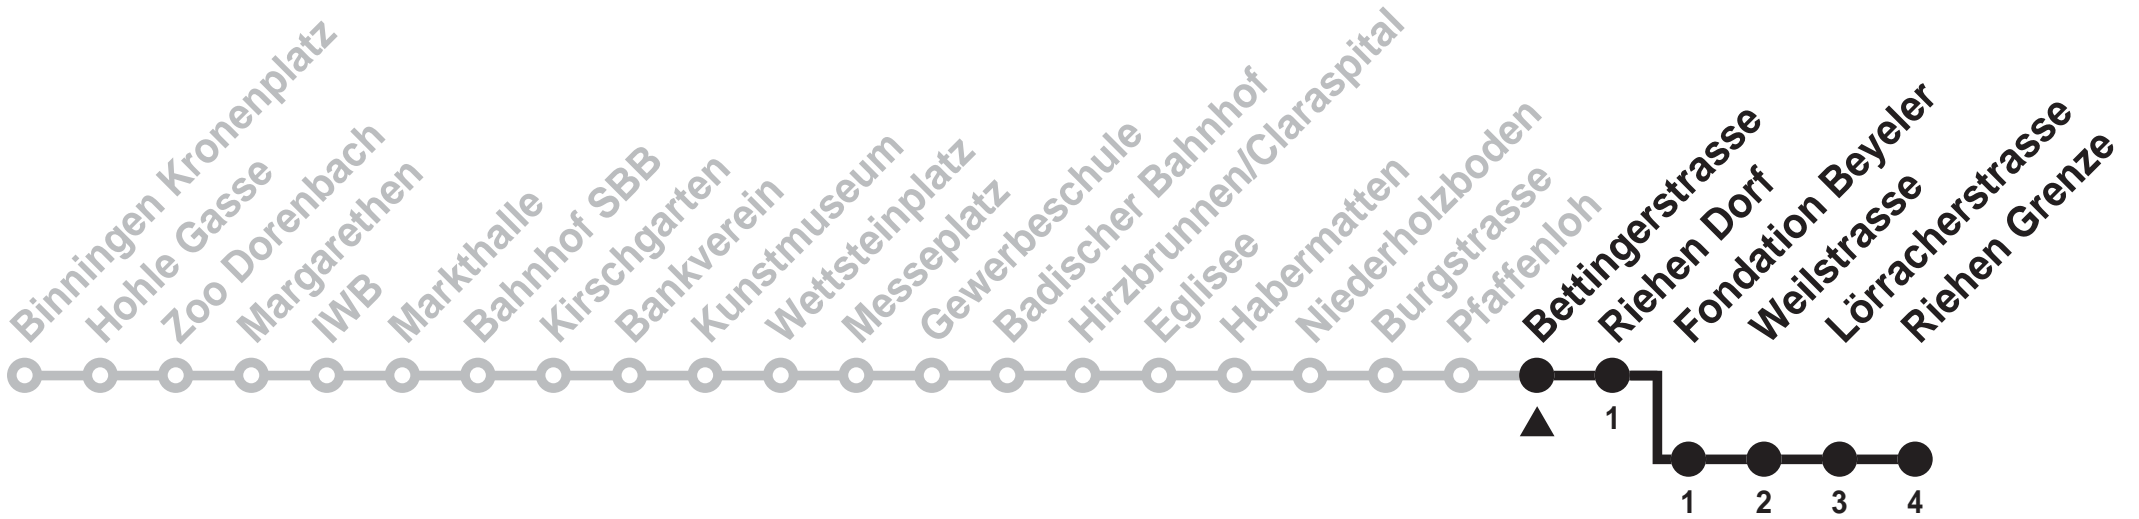 Binningen Kronenplatz
Hohle Gasse
Zoo Dorenbach
Margarethen
IWB
Markthalle
Bahnhof SBB
Kirschgarten
Bankverein
Kunstmuseum
Wettsteinplatz
Messeplatz
Gewerbeschule
Badischer Bahnhof
Hirzbrunnen/Claraspital
Eglisee
Habermatten
Niederholzboden
Burgstrasse
Pfaffenloh
Bettingerstrasse
Riehen Dorf
Fondation Beyeler
Weilstrasse
Lörracherstrasse
Riehen Grenze
1
1 2 3 4